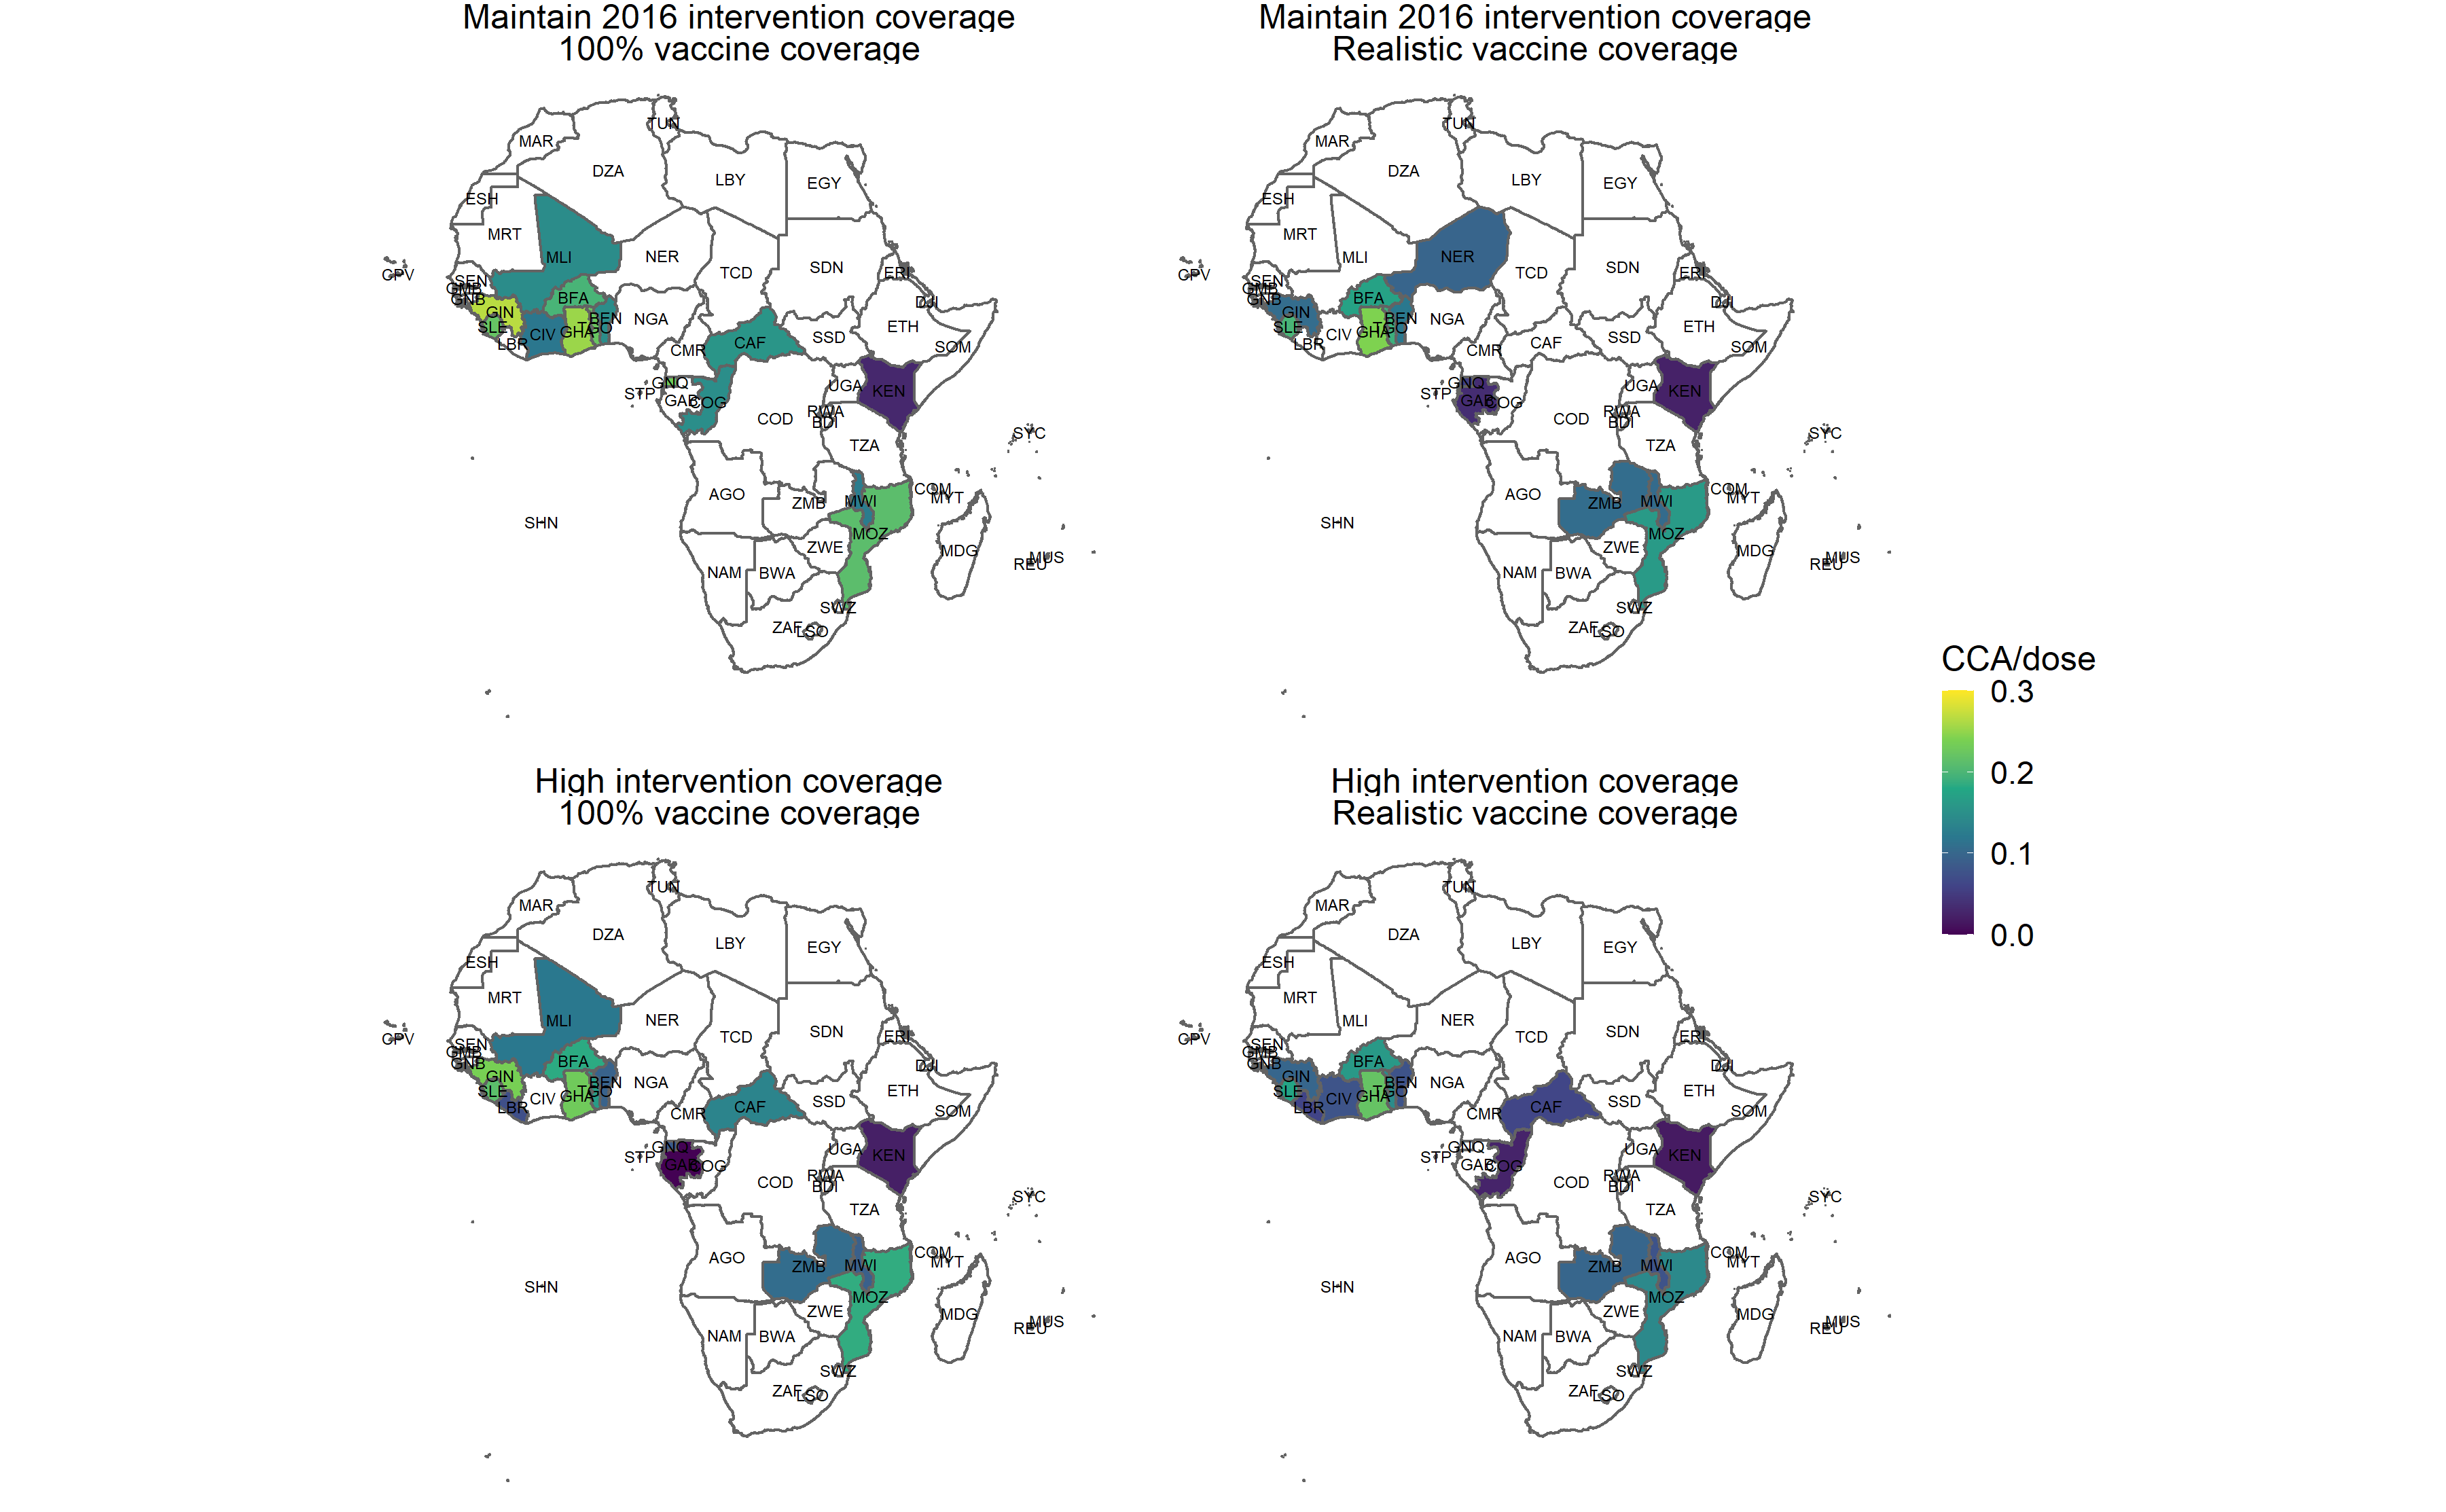 Maintain 2016 intervention coverage
100% vaccine coverage
TUN
MAR
DZA
LBY
EGY
ESH
MRT
MLI
NER
CPV
SEN
TCD
SDN
ERI
GMB
GNB
BFA
DJI
GIN
BEN
NGA
ETH
SLE
CIV
GHA
TGO
LBR
CMR
CAF
SSD
SOM
GNQ
STP
GAB
COG
UGA
KEN
RWA
COD
BDI
SYC
TZA
AGO
ZMB
MWI
COM
MYT
SHN
MOZ
ZWE
MDG
MUS
REU
NAM
BWA
SWZ
ZAF
LSO
Maintain 2016 intervention coverage
Realistic vaccine coverage
TUN
MAR
DZA
LBY
EGY
ESH
MRT
MLI
NER
CPV
SEN
TCD
SDN
ERI
GMB
GNB
BFA
DJI
GIN
BEN
NGA
ETH
SLE
CIV
GHA
TGO
LBR
CMR
CAF
SSD
SOM
GNQ
STP
GAB
COG
UGA
KEN
RWA
COD
BDI
SYC
TZA
AGO
ZMB
MWI
COM
MYT
SHN
MOZ
ZWE
MDG
MUS
REU
NAM
BWA
SWZ
ZAF
LSO
CCA/dose
0.3
0.2
0.1
0.0
High intervention coverage
100% vaccine coverage
TUN
MAR
DZA
LBY
EGY
ESH
MRT
MLI
NER
CPV
SEN
TCD
SDN
ERI
GMB
GNB
BFA
DJI
GIN
BEN
NGA
ETH
SLE
CIV
GHA
TGO
LBR
CMR
CAF
SSD
SOM
GNQ
STP
GAB
COG
UGA
KEN
RWA
COD
BDI
SYC
TZA
AGO
ZMB
MWI
COM
MYT
SHN
MOZ
ZWE
MDG
MUS
REU
NAM
BWA
SWZ
ZAF
LSO
High intervention coverage
Realistic vaccine coverage
TUN
MAR
DZA
LBY
EGY
ESH
MRT
MLI
NER
CPV
SEN
TCD
SDN
ERI
GMB
GNB
BFA
DJI
GIN
BEN
NGA
ETH
SLE
CIV
GHA
TGO
LBR
CMR
CAF
SSD
SOM
GNQ
STP
GAB
COG
UGA
KEN
RWA
COD
BDI
SYC
TZA
AGO
ZMB
MWI
COM
MYT
SHN
MOZ
ZWE
MDG
MUS
REU
NAM
BWA
SWZ
ZAF
LSO